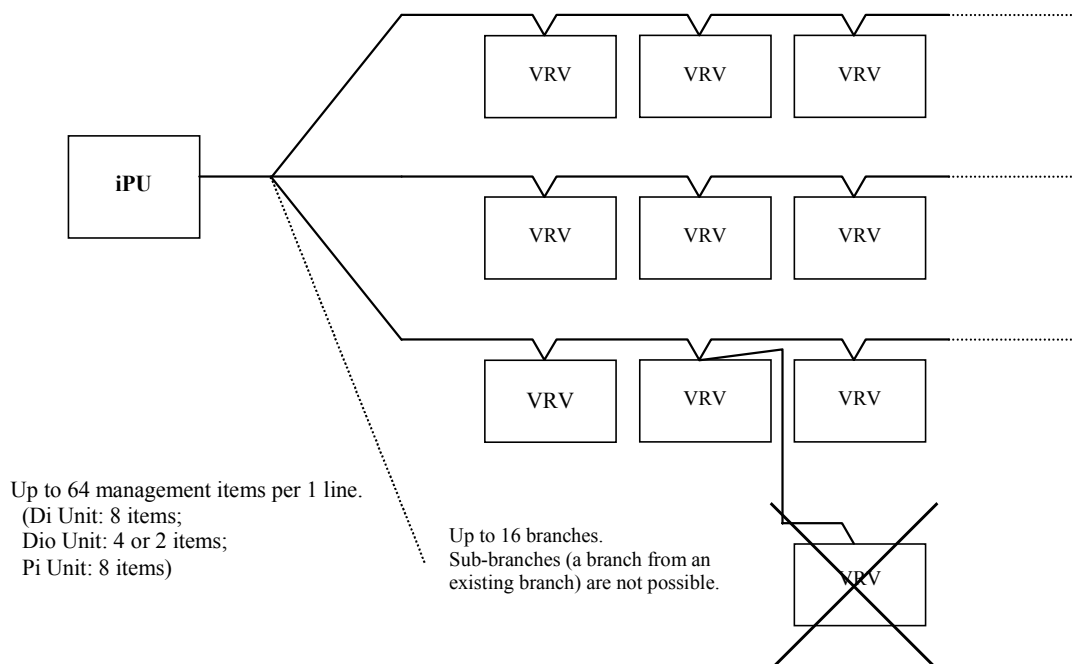 VRV VRV VRV
iPU
VRV VRV VRV
VRV VRV VRV
Up to 64 management items per 1 line.
(Di Unit: 8 items;
Dio Unit: 4 or 2 items;
Pi Unit: 8 items)
Up to 16 branches.
Sub-branches (a branch from an
existing branch) are not possible.
VRV